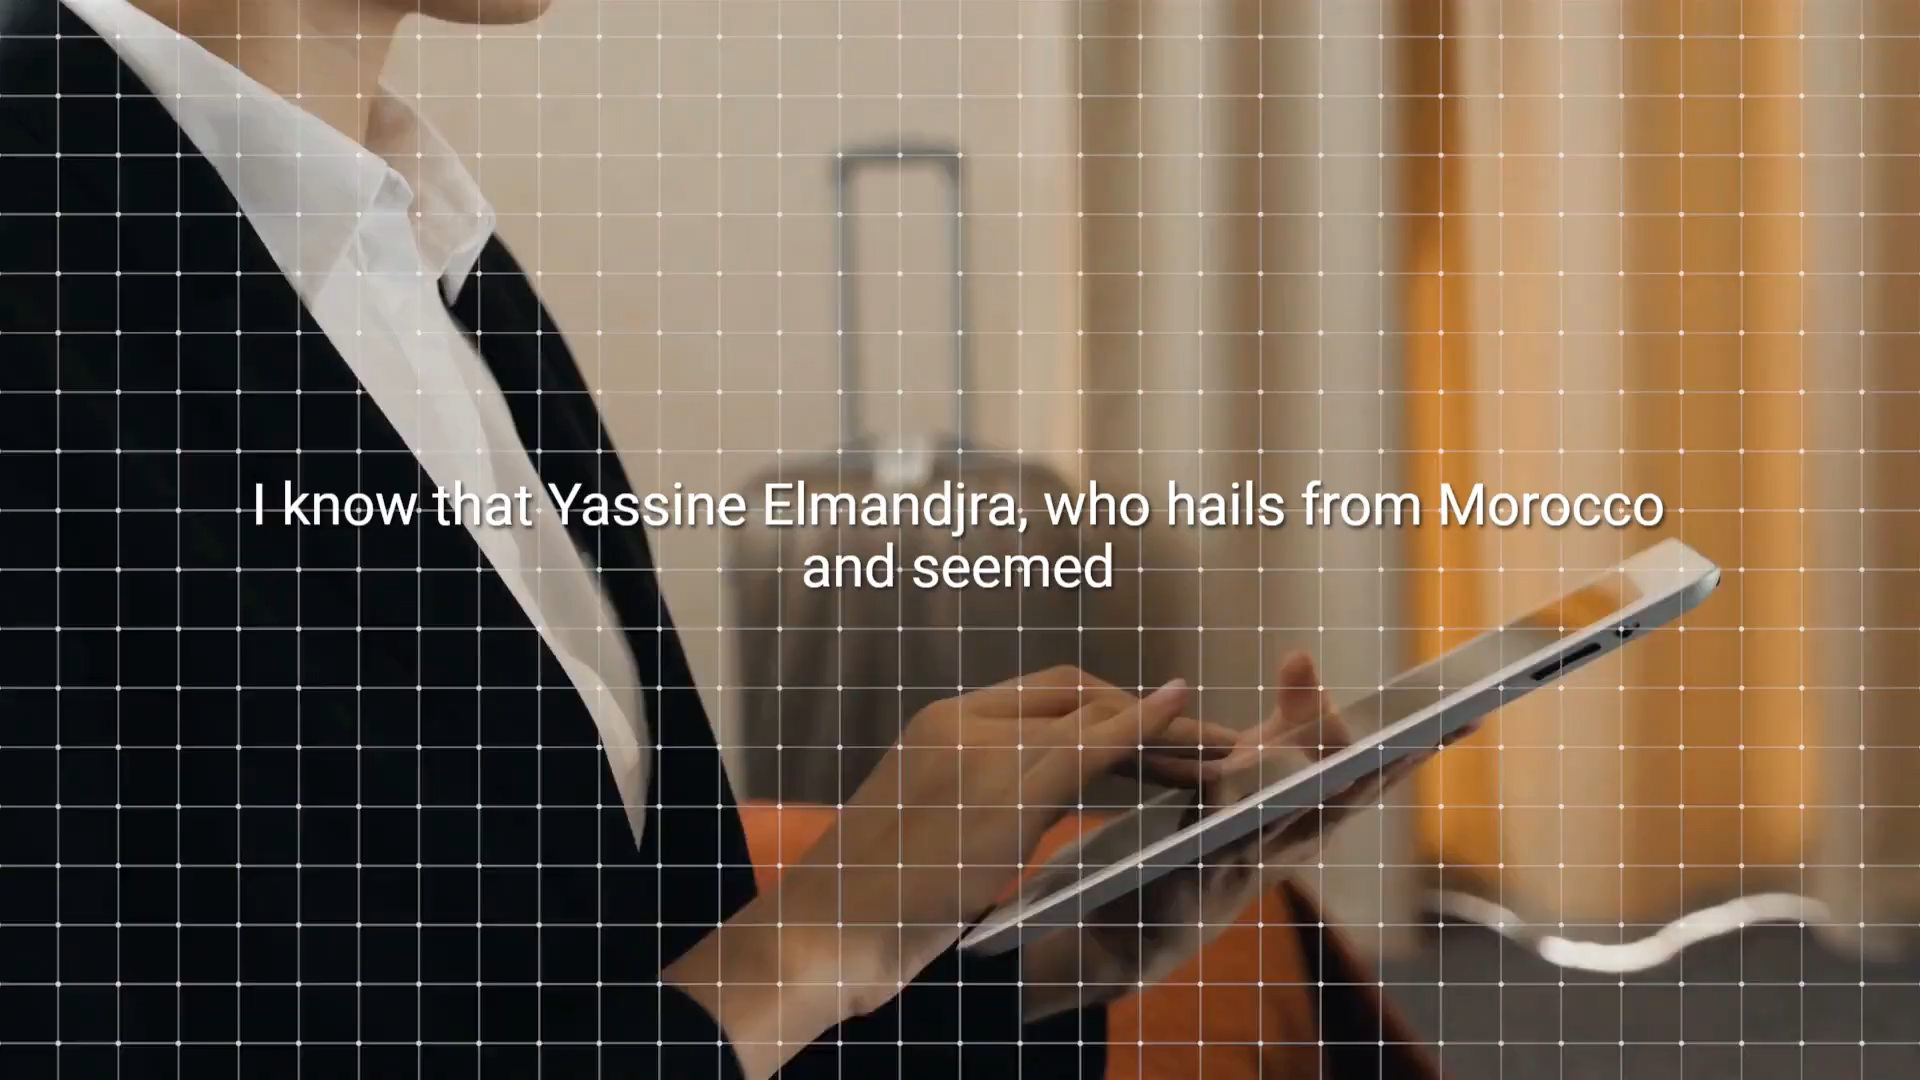 I know that Yassine Elmandjra, who hails from Morocco
and seemed